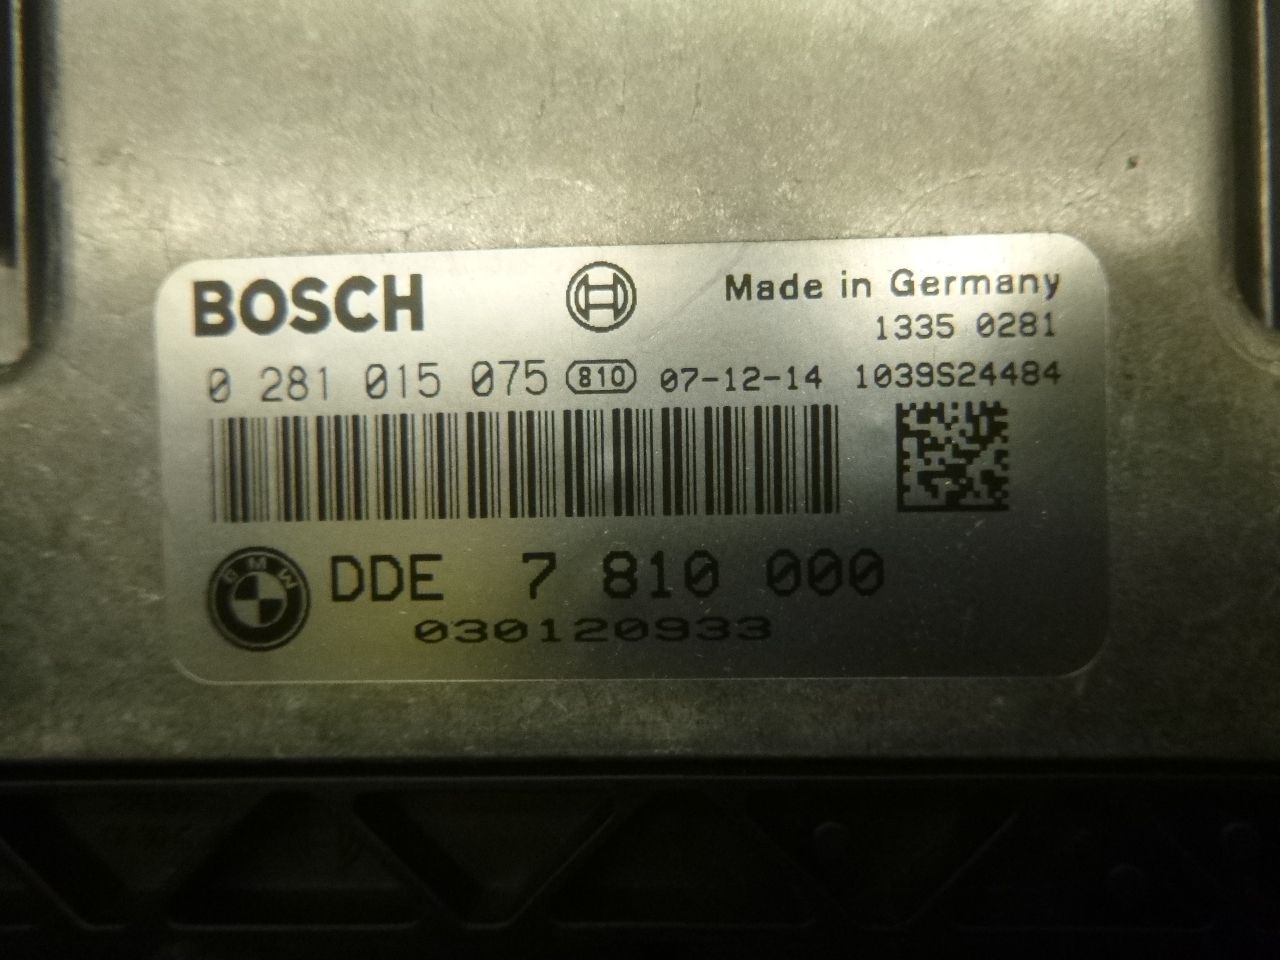 BOSCH
Made in Germany
1335 0281
0 281 015 075 810 07-12-14 1039S24484
BMW
DDE 7 810 000
030120933